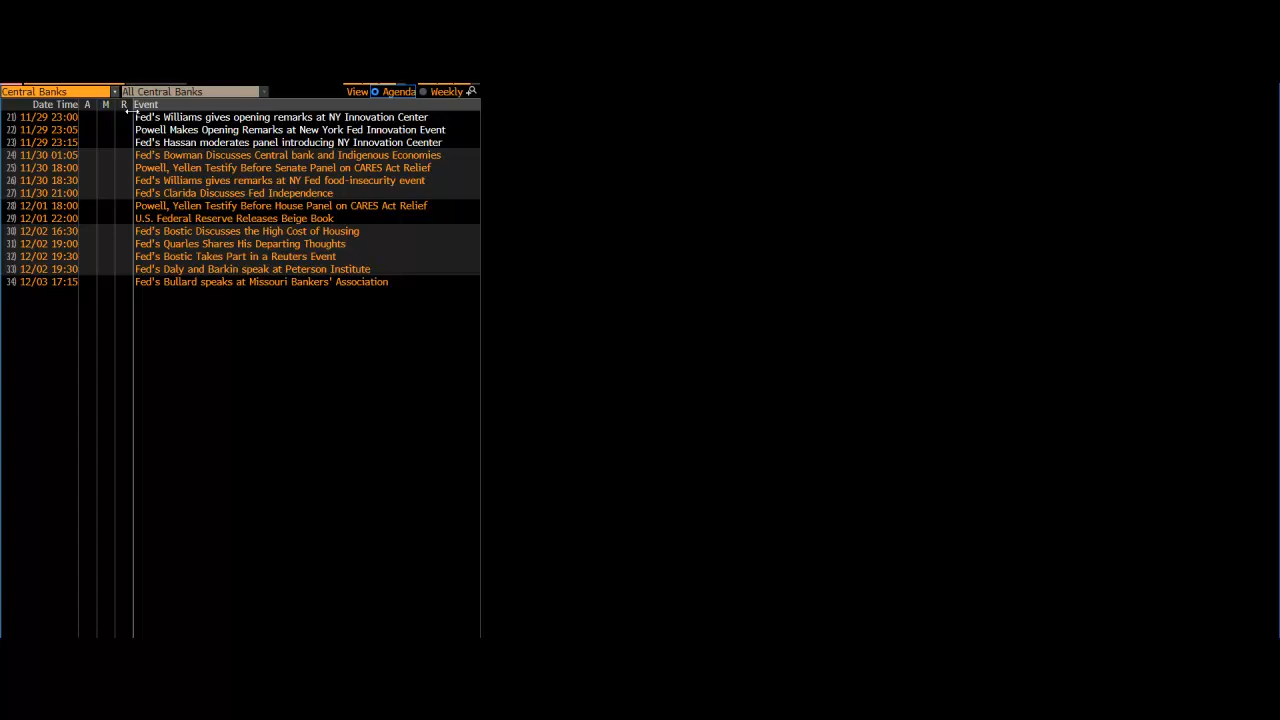 Central Banks All Central Banks View Agenda Weekly
Date Time A M R Event
21) 11/29 23:00 Fed's Williams gives opening remarks at NY Innovation Center
22) 11/29 23:05 Powell Makes Opening Remarks at New York Fed Innovation Event
23) 11/29 23:15 Fed's Hassan moderates panel introducing NY Innovation Ceenter
24) 11/30 01:05 Fed's Bowman Discusses Central bank and Indigenous Economies
25) 11/30 18:00 Powell, Yellen Testify Before Senate Panel on CARES Act Relief
26) 11/30 18:30 Fed's Williams gives remarks at NY Fed food-insecurity event
27) 11/30 21:00 Fed's Clarida Discusses Fed Independence
28) 12/01 18:00 Powell, Yellen Testify Before House Panel on CARES Act Relief
29) 12/01 22:00 U.S. Federal Reserve Releases Beige Book
30) 12/02 16:30 Fed's Bostic Discusses the High Cost of Housing
31) 12/02 19:00 Fed's Quarles Shares His Departing Thoughts
32) 12/02 19:30 Fed's Bostic Takes Part in a Reuters Event
33) 12/02 19:30 Fed's Daly and Barkin speak at Peterson Institute
34) 12/03 17:15 Fed's Bullard speaks at Missouri Bankers' Association